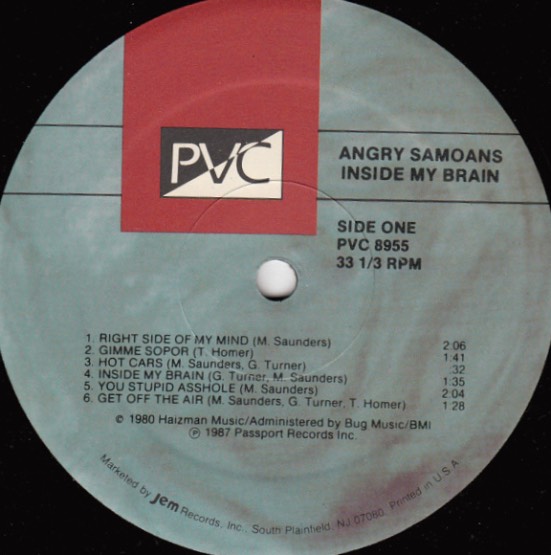 PVC
ANGRY SAMOANS
INSIDE MY BRAIN
SIDE ONE
PVC 8955
33 1/3 RPM
1. RIGHT SIDE OF MY MIND (M. Saunders) 2:06
2. GIMME SOPOR (T. Homer) 1:41
3. HOT CARS (M. Saunders, G. Turner) :32
4. INSIDE MY BRAIN (G. Turner, M. Saunders) 1:35
5. YOU STUPID ASSHOLE (M. Saunders) 2:04
6. GET OFF THE AIR (M. Saunders, G. Turner, T. Homer) 1:28
© 1980 Haizman Music/Administered by Bug Music/BMI
℗ 1987 Passport Records Inc.
Marketed by Jem Records, Inc., South Plainfield, NJ 07080. Printed in U.S.A.